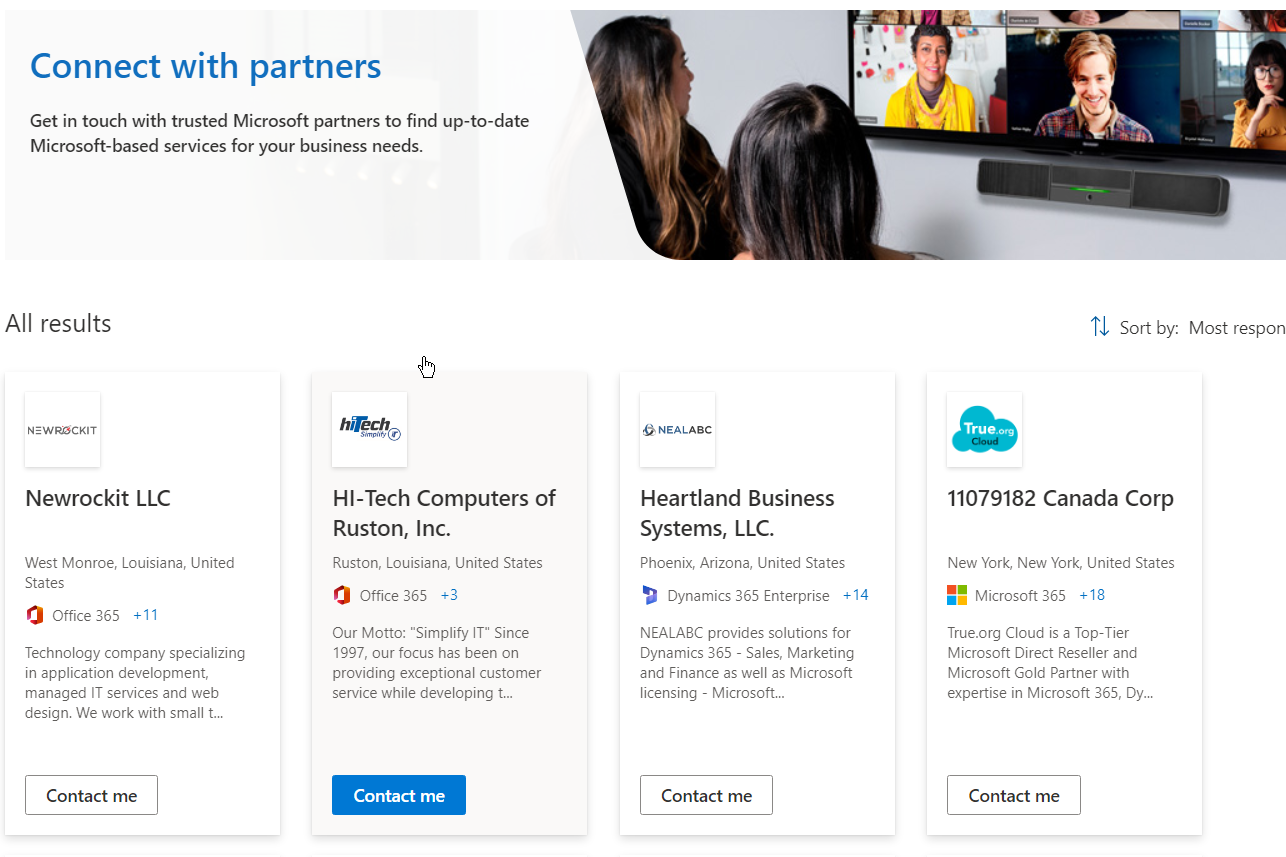 Connect with partners
Get in touch with trusted Microsoft partners to find up-to-date
Microsoft-based services for your business needs.
All results
Sort by: Most respon
NEWROCKIT
Newrockit LLC
West Monroe, Louisiana, United
States
Office 365 +11
Technology company specializing
in application development,
managed IT services and web
design. We work with small t...
Contact me
hiTech
Simplify IT
HI-Tech Computers of
Ruston, Inc.
Ruston, Louisiana, United States
Office 365 +3
Our Motto: "Simplify IT" Since
1997, our focus has been on
providing exceptional customer
service while developing t...
Contact me
NEALABC
Heartland Business
Systems, LLC.
Phoenix, Arizona, United States
Dynamics 365 Enterprise +14
NEALABC provides solutions for
Dynamics 365 - Sales, Marketing
and Finance as well as Microsoft
licensing - Microsoft...
Contact me
True.org
Cloud
11079182 Canada Corp
New York, New York, United States
Microsoft 365 +18
True.org Cloud is a Top-Tier
Microsoft Direct Reseller and
Microsoft Gold Partner with
expertise in Microsoft 365, Dy...
Contact me